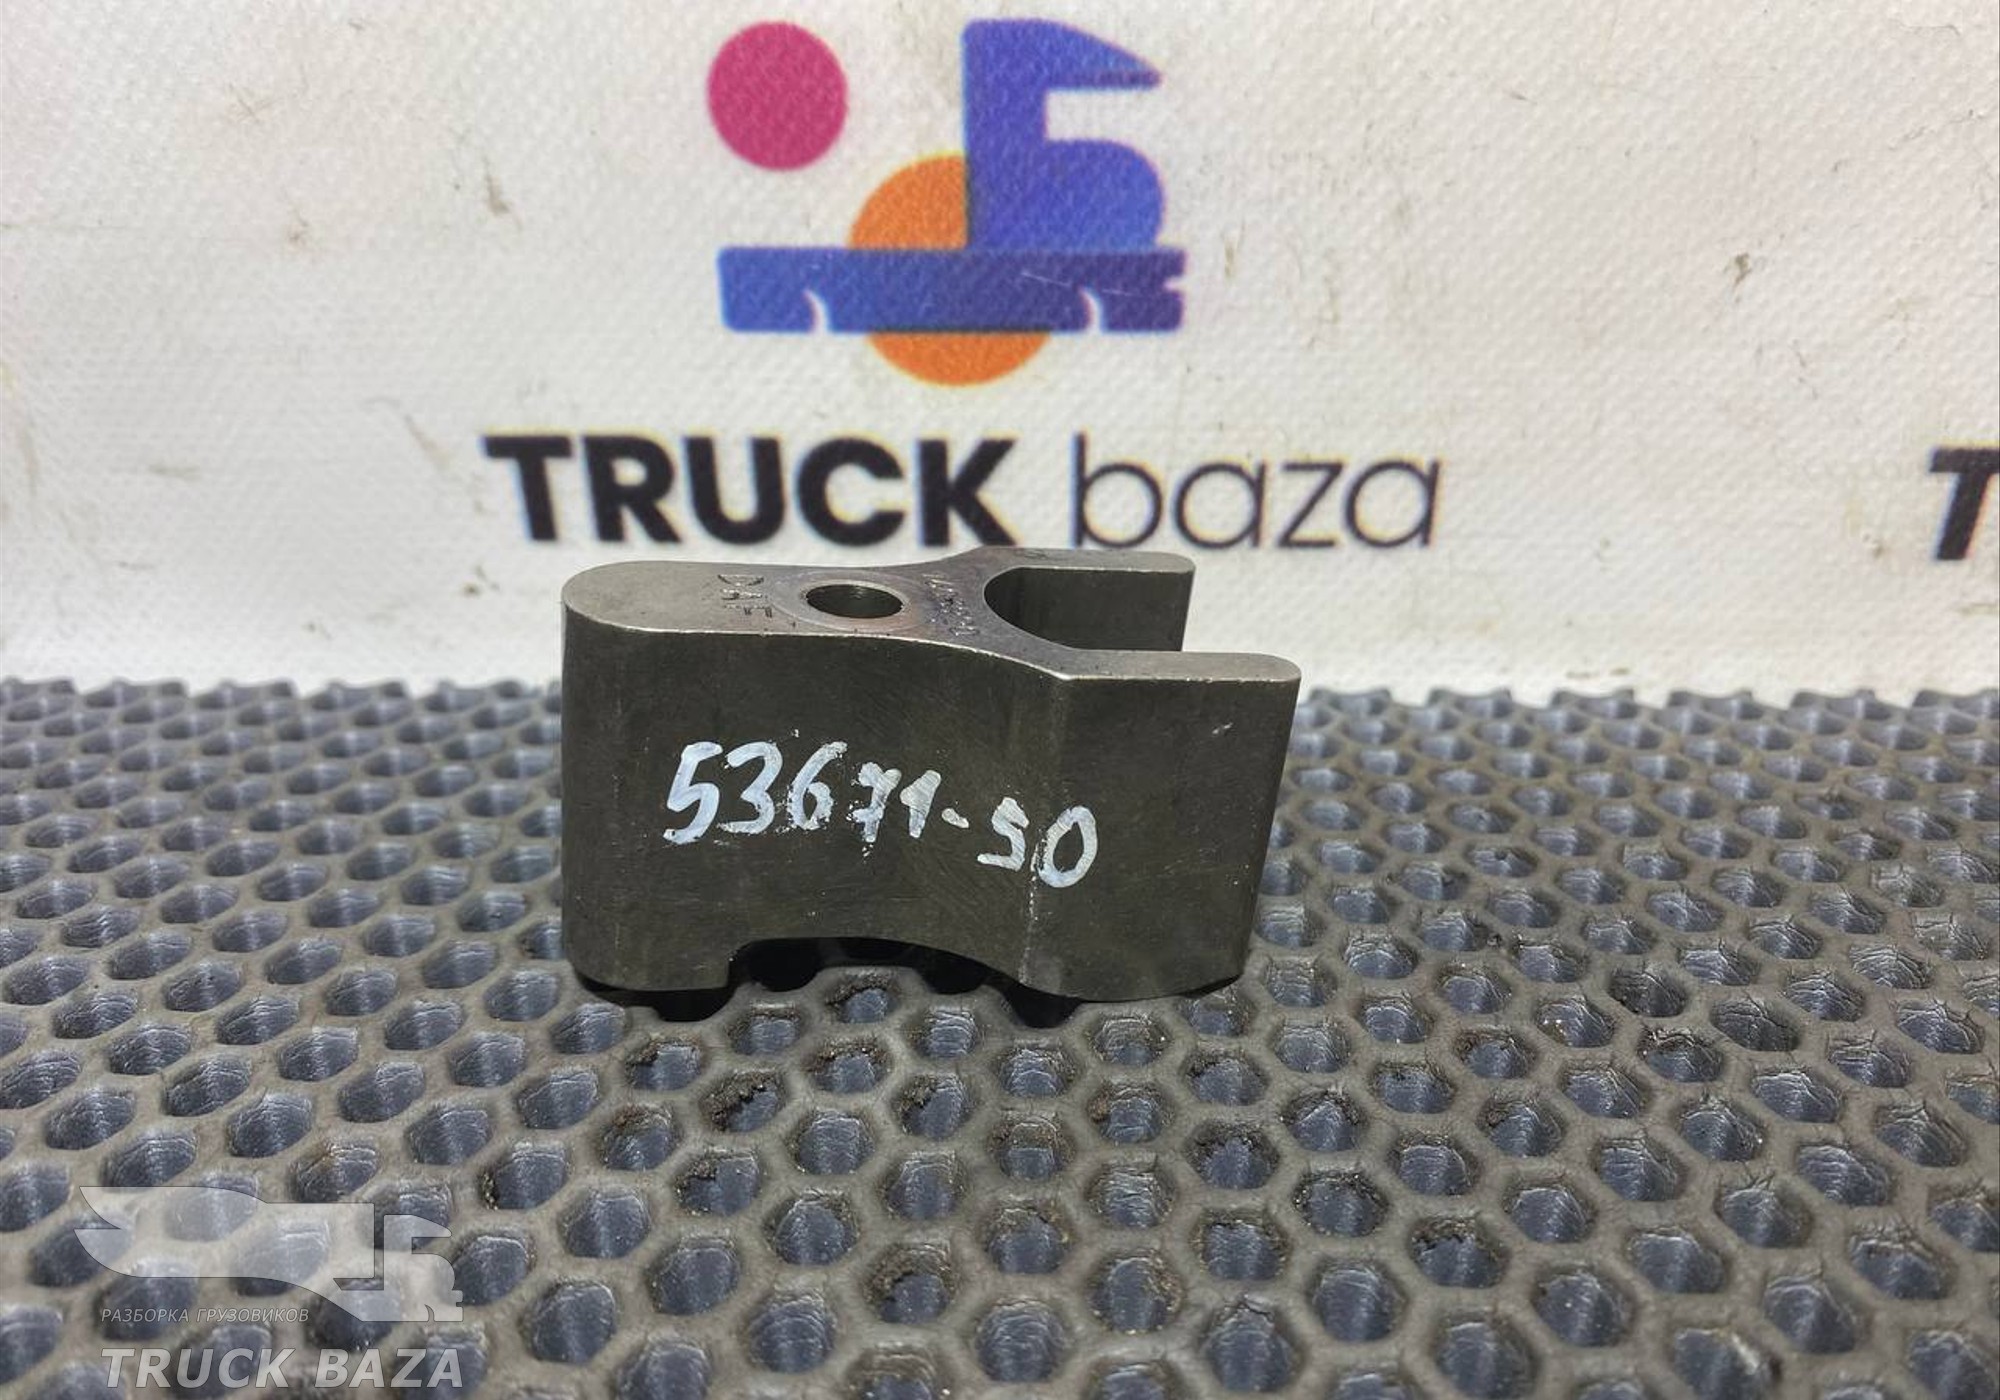 TRUCK baza
T
DAF
53671-50
РАЗБОРКА ГРУЗОВИКОВ
TRUCK BAZA